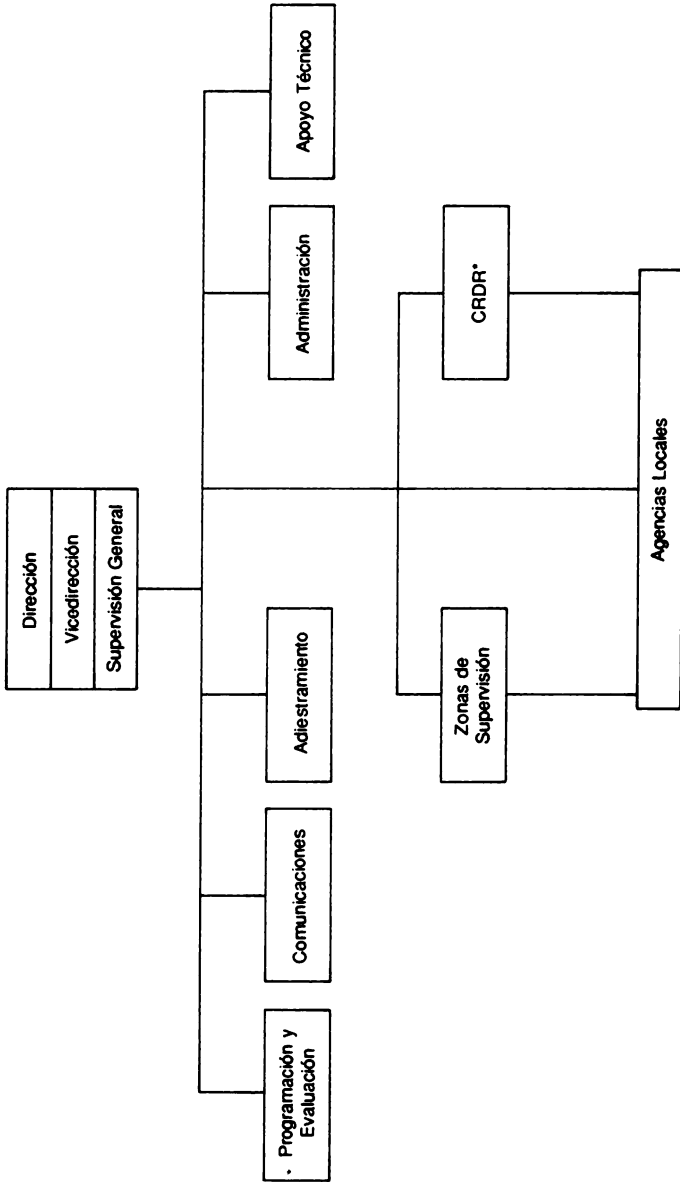 Dirección
Vicedirección
Supervisión General
• Programación y
Evaluación
Comunicaciones
Adiestramiento
Administración
Apoyo Técnico
Zonas de
Supervisión
CRDR*
Agencias Locales